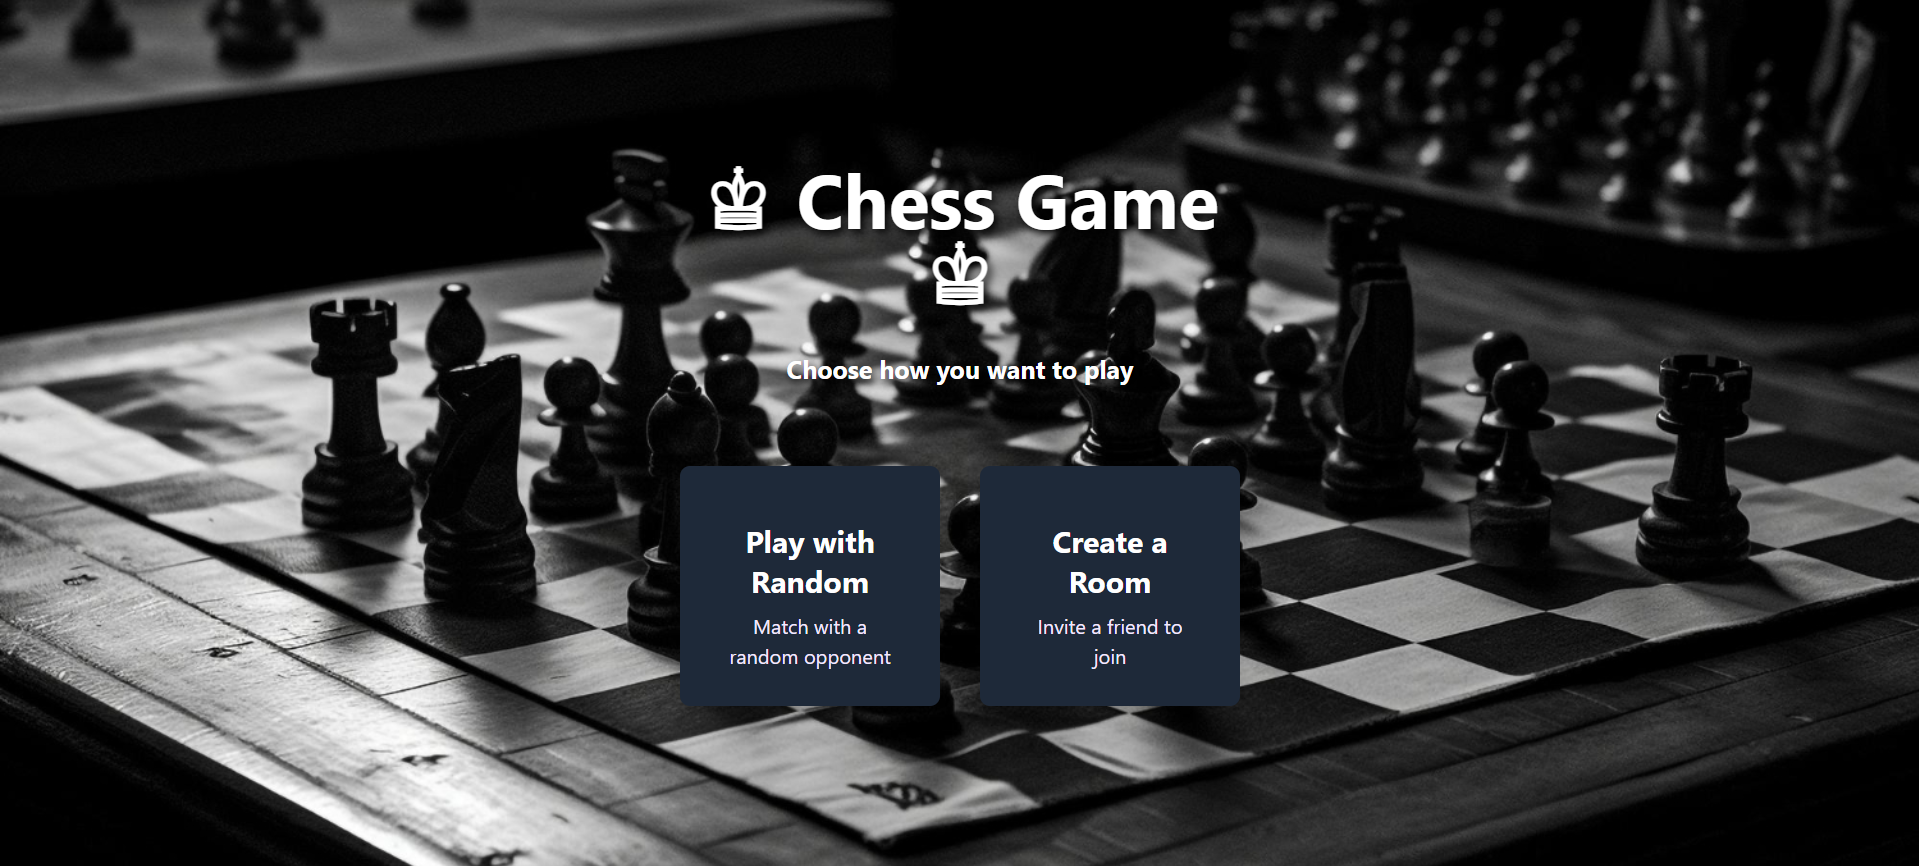 ♔ Chess Game
♔
Choose how you want to play
Play with
Random
Match with a
random opponent
Create a
Room
Invite a friend to
join